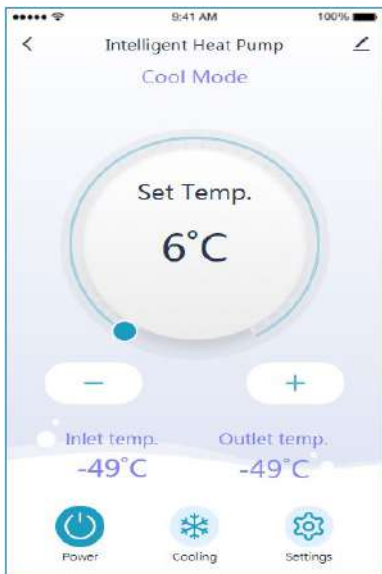 9:41 AM 100%
Intelligent Heat Pump
Cool Mode
Set Temp.
6°C
Inlet temp. Outlet temp.
-49°C -49°C
Power Cooling Settings